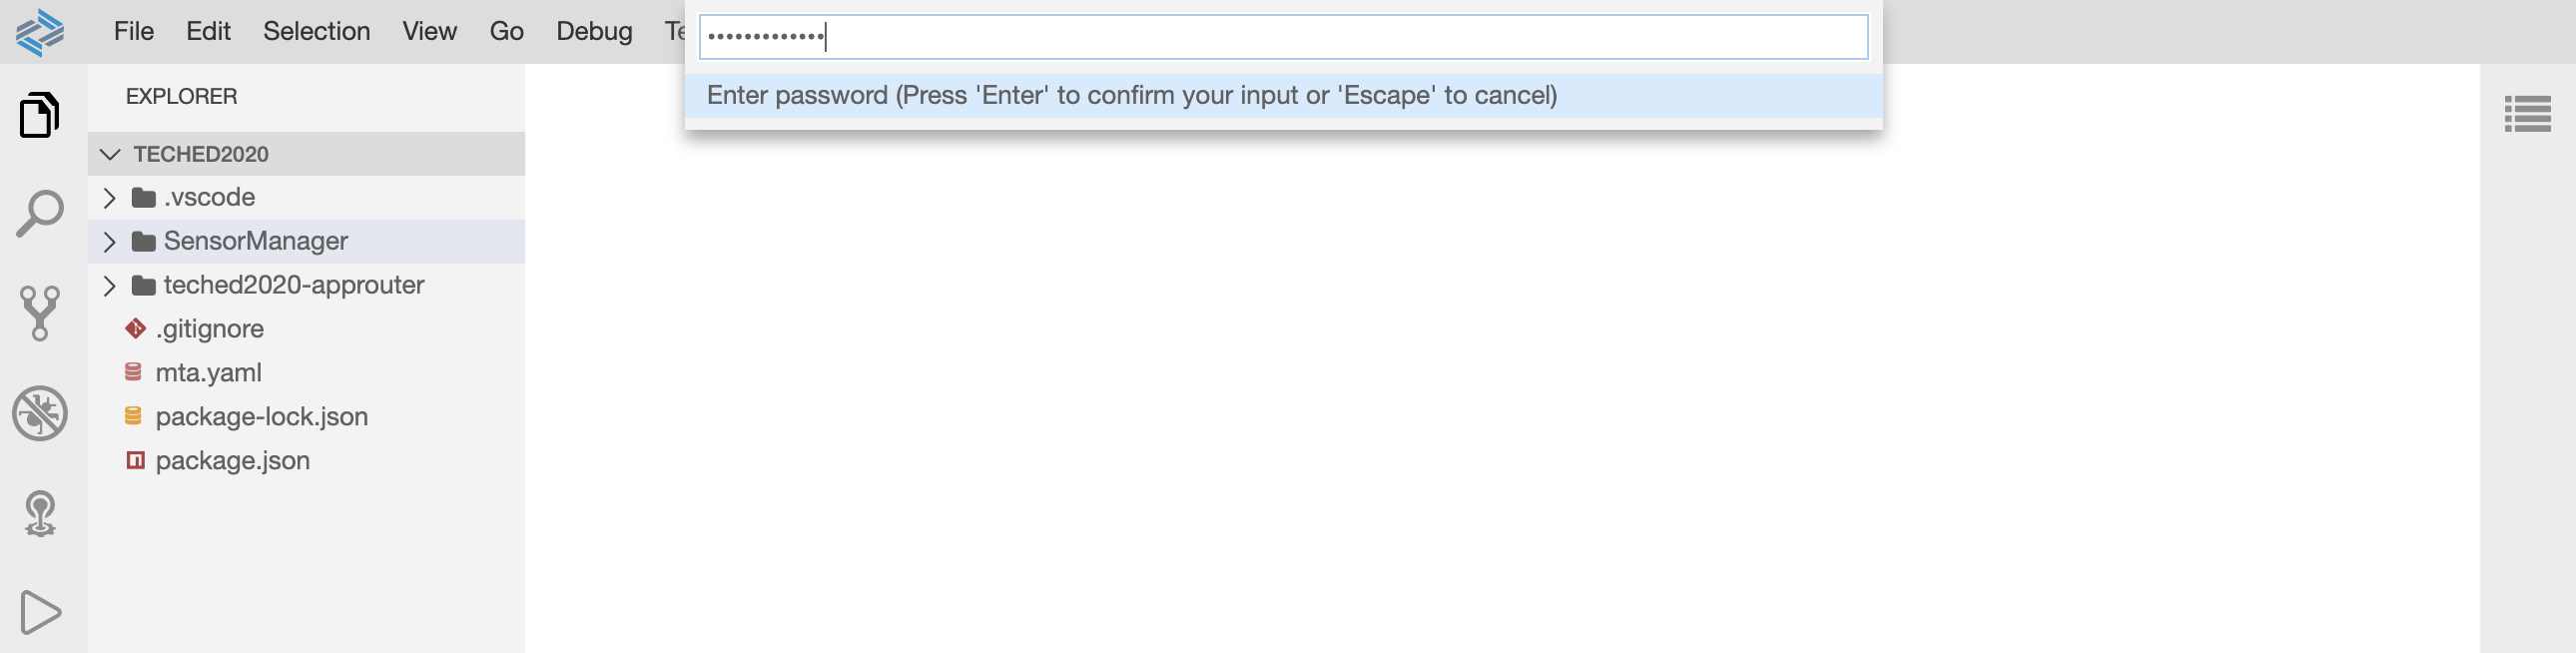 File Edit Selection View Go Debug Te
•••••••••••••
Enter password (Press 'Enter' to confirm your input or 'Escape' to cancel)
EXPLORER
TECHED2020
.vscode
SensorManager
teched2020-approuter
.gitignore
mta.yaml
package-lock.json
package.json